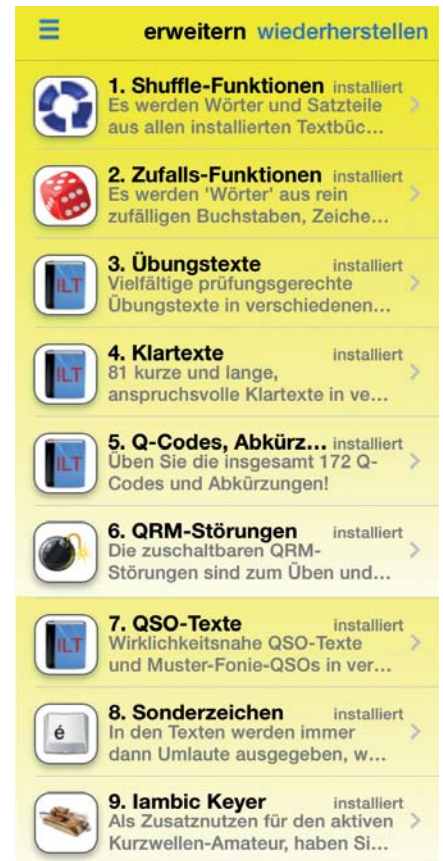 erweitern wiederherstellen
1. Shuffle-Funktionen installiert
Es werden Wörter und Satzteile
aus allen installierten Textbüc...
2. Zufalls-Funktionen installiert
Es werden 'Wörter' aus rein
zufälligen Buchstaben, Zeiche...
ILT
3. Übungstexte installiert
Vielfältige prüfungsgerechte
Übungstexte in verschiedenen...
ILT
4. Klartexte installiert
81 kurze und lange,
anspruchsvolle Klartexte in ve...
ILT
5. Q-Codes, Abkürz... installiert
Üben Sie die insgesamt 172 Q-
Codes und Abkürzungen!
6. QRM-Störungen installiert
Die zuschaltbaren QRM-
Störungen sind zum Üben und...
ILT
7. QSO-Texte installiert
Wirklichkeitsnahe QSO-Texte
und Muster-Fonie-QSOs in ver...
é
8. Sonderzeichen installiert
In den Texten werden immer
dann Umlaute ausgegeben, w...
9. Iambic Keyer installiert
Als Zusatznutzen für den aktiven
Kurzwellen-Amateur, haben Si...